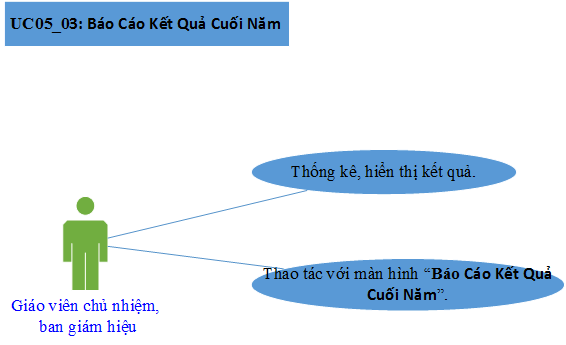 UC05_03: Báo Cáo Kết Quả Cuối Năm
Thống kê, hiển thị kết quả.
Thao tác với màn hình “Báo Cáo Kết Quả
Cuối Năm”.
Giáo viên chủ nhiệm,
ban giám hiệu